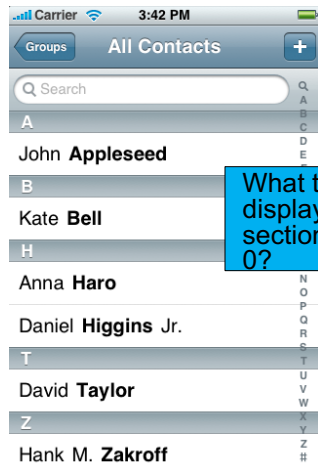 Carrier 3:42 PM
Groups All Contacts +
Search
A
John Appleseed
B
Kate Bell
H
Anna Haro
Daniel Higgins Jr.
T
David Taylor
Z
Hank M. Zakroff
A
B
C
D
E
N
O
P
Q
R
S
T
U
V
W
X
Y
Z
#
What
display
section
0?